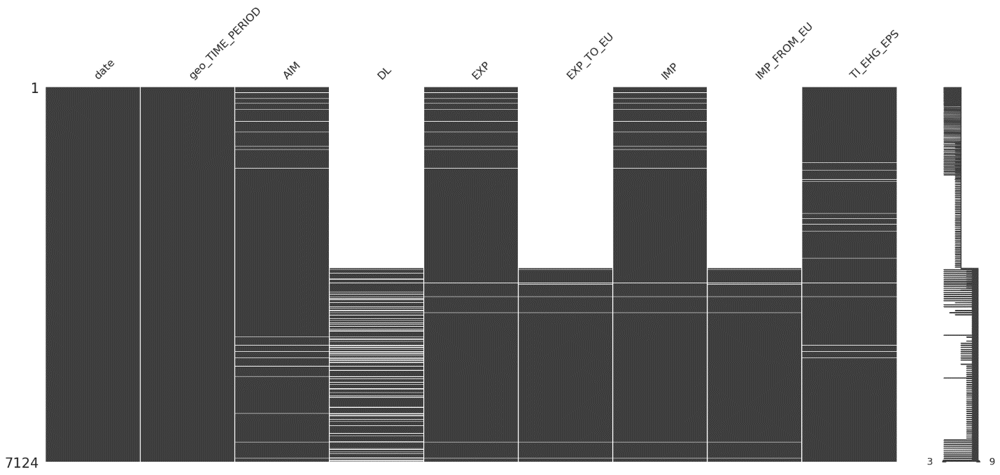 date
geo_TIME_PERIOD
AIM
DL
EXP
EXP_TO_EU
IMP
IMP_FROM_EU
TI_EHG_EPS
1
7124
3
9